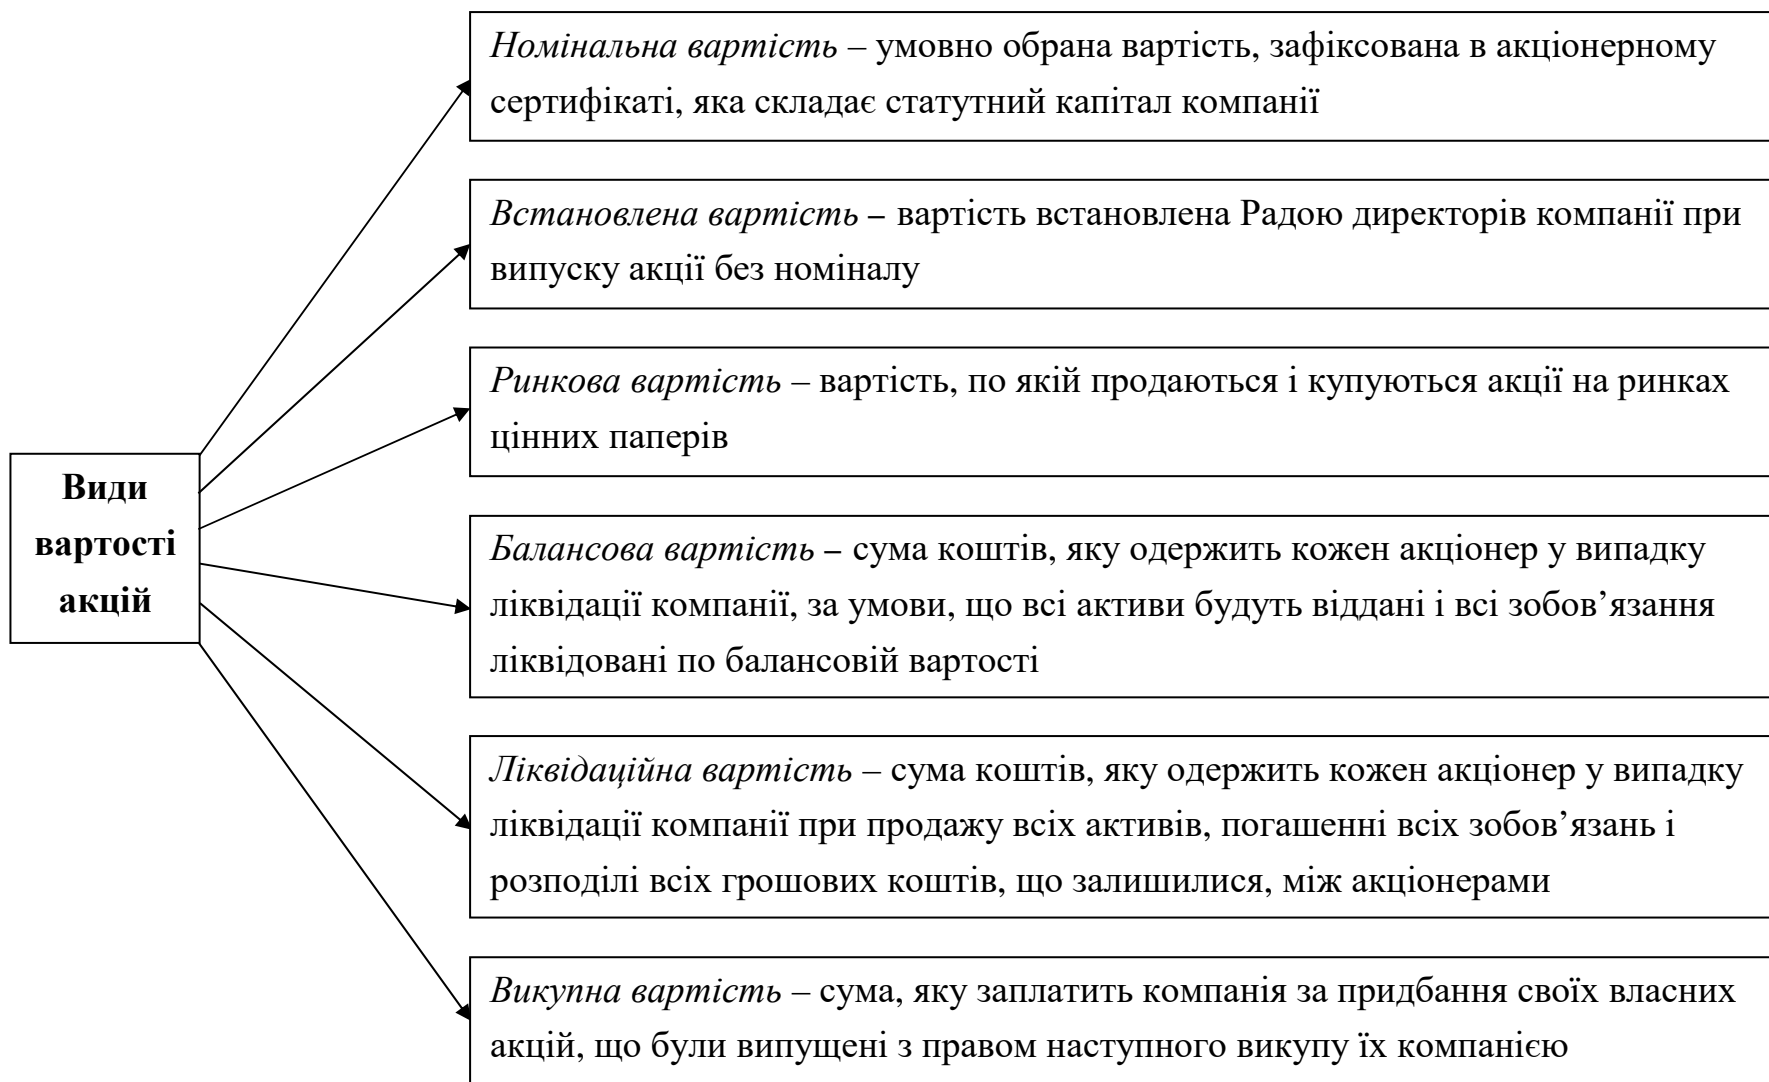 Номінальна вартість – умовно обрана вартість, зафіксована в акціонерному
сертифікаті, яка складає статутний капітал компанії
Встановлена вартість – вартість встановлена Радою директорів компанії при
випуску акції без номіналу
Ринкова вартість – вартість, по якій продаються і купуються акції на ринках
цінних паперів
Види
вартості
акцій
Балансова вартість – сума коштів, яку одержить кожен акціонер у випадку
ліквідації компанії, за умови, що всі активи будуть віддані і всі зобов’язання
ліквідовані по балансовій вартості
Ліквідаційна вартість – сума коштів, яку одержить кожен акціонер у випадку
ліквідації компанії при продажу всіх активів, погашенні всіх зобов’язань і
розподілі всіх грошових коштів, що залишилися, між акціонерами
Викупна вартість – сума, яку заплатить компанія за придбання своїх власних
акцій, що були випущені з правом наступного викупу їх компанією